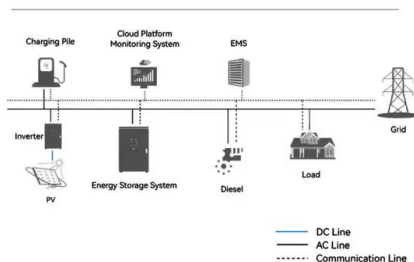 Charging Pile
Cloud Platform
Monitoring System
EMS
Grid
Inverter
PV
Energy Storage System
Diesel
Load
DC Line
AC Line
Communication Line